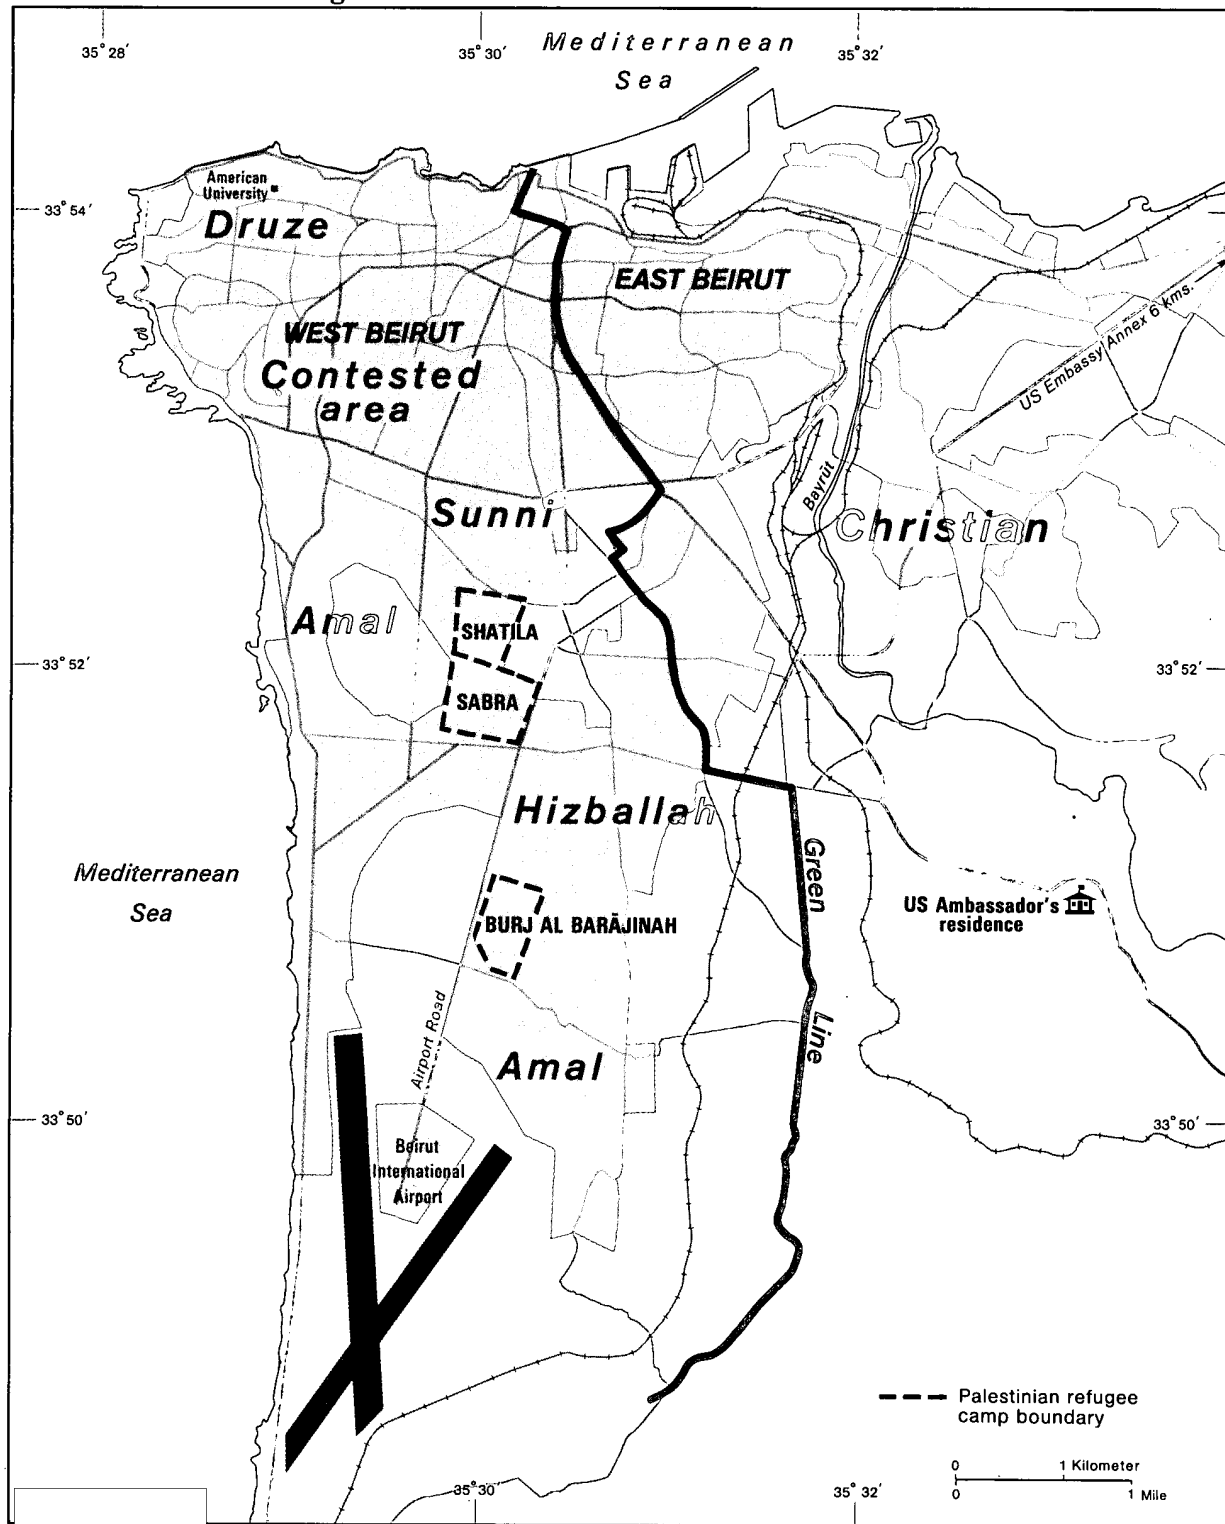 35° 28′
35° 30′
Mediterranean
Sea
35° 32′
American
University
33° 54′
Druze
EAST BEIRUT
WEST BEIRUT
Contested
area
US Embassy Annex 6 kms.
Bayrūt
Sunni
Christian
Amal
SHATILA
33° 52′
33° 52′
SABRA
Hizballah
Green
Line
Mediterranean
Sea
US Ambassador's
residence
BURJ AL BARĀJINAH
Airport Road
Amal
33° 50′
33° 50′
Beirut
International
Airport
Palestinian refugee
camp boundary
0 1 Kilometer
0 1 Mile
35° 30′
35° 32′